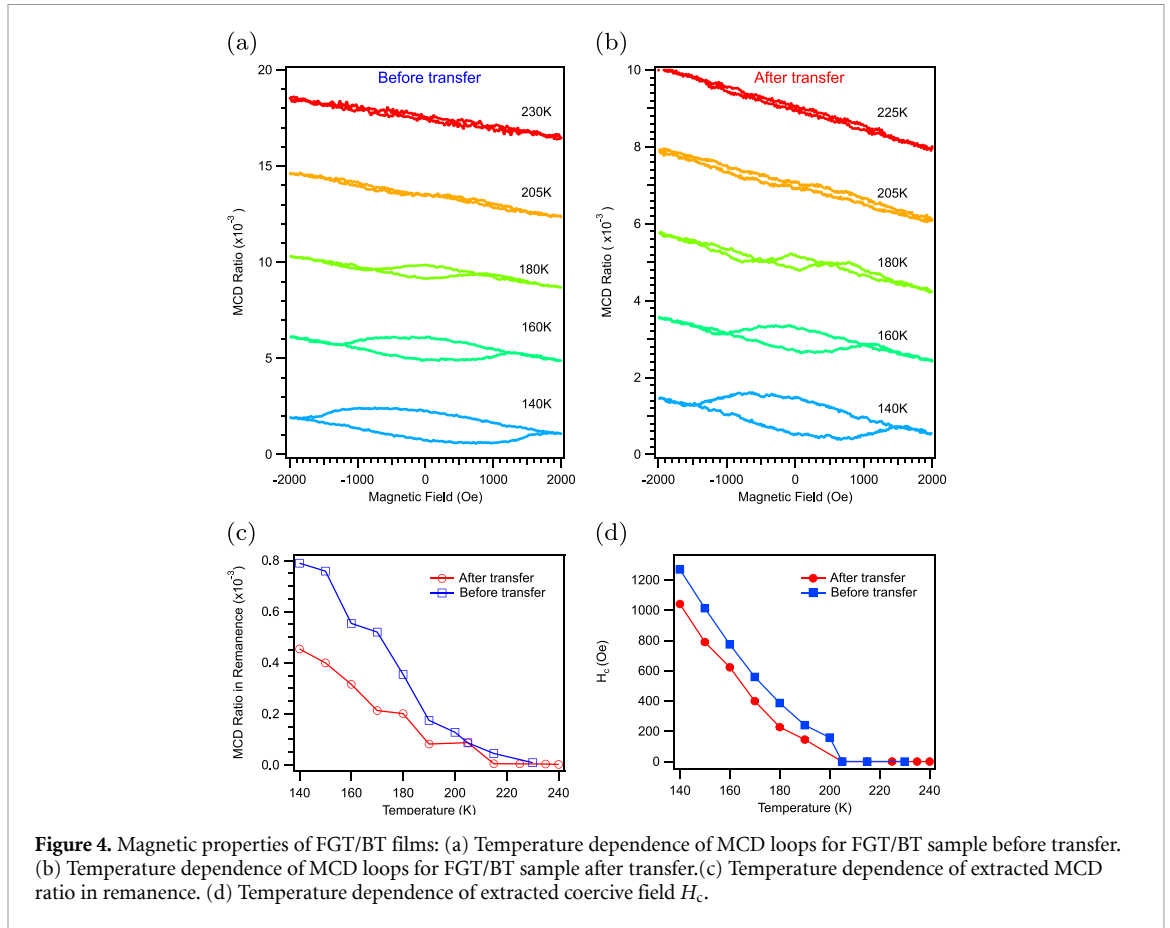 (a)
(b)
Before transfer
After transfer
20
15
10
5
0
MCD Ratio (x10⁻³)
230K
205K
180K
160K
140K
-2000
-1000
0
1000
2000
Magnetic Field (Oe)
10
8
6
4
2
0
MCD Ratio ( x10⁻³)
225K
205K
180K
160K
140K
-2000
-1000
0
1000
2000
Magnetic Field (Oe)
(c)
(d)
0.8
0.6
0.4
0.2
0.0
MCD Ratio in Remanence (x10⁻³)
After transfer
Before transfer
140
160
180
200
220
240
Temperature (K)
1200
1000
800
600
400
200
0
H_c (Oe)
After transfer
Before transfer
140
160
180
200
220
240
Temperature (K)
Figure 4. Magnetic properties of FGT/BT films: (a) Temperature dependence of MCD loops for FGT/BT sample before transfer.
(b) Temperature dependence of MCD loops for FGT/BT sample after transfer.(c) Temperature dependence of extracted MCD
ratio in remanence. (d) Temperature dependence of extracted coercive field H_c.